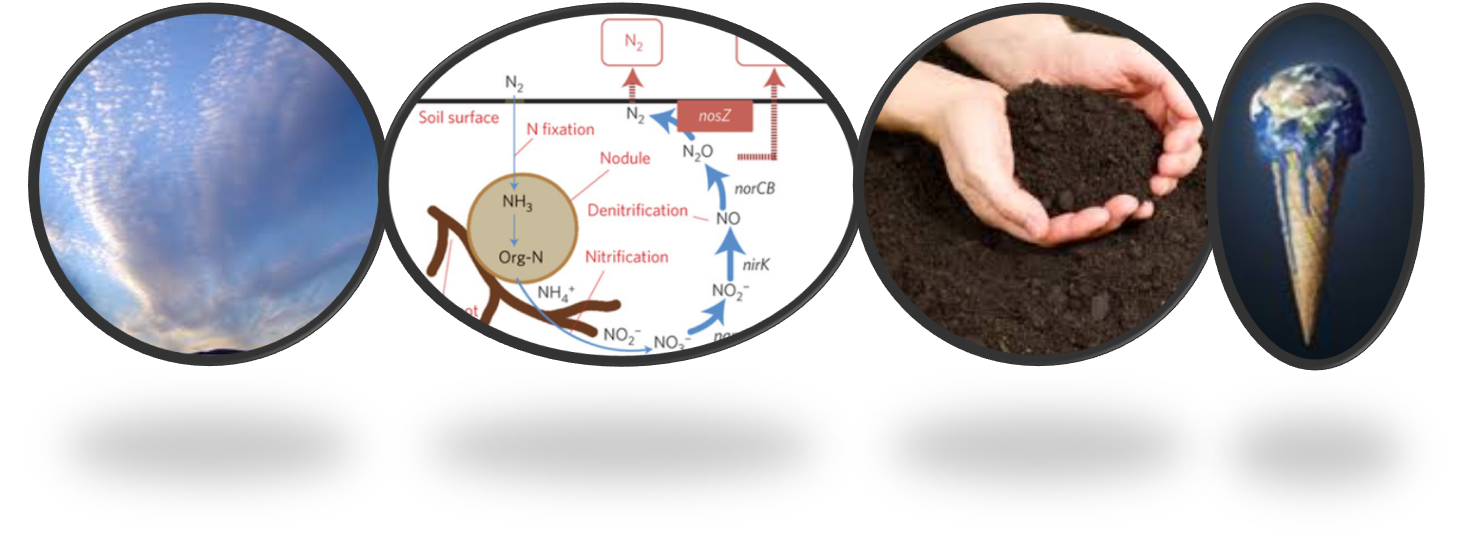 N₂
N₂
Soil surface
N₂
nosZ
N fixation
N₂O
Nodule
norCB
NH₃
Denitrification
NO
Org-N
Nitrification
nirK
NH₄⁺
NO₂⁻
NO₂⁻
NO₃⁻